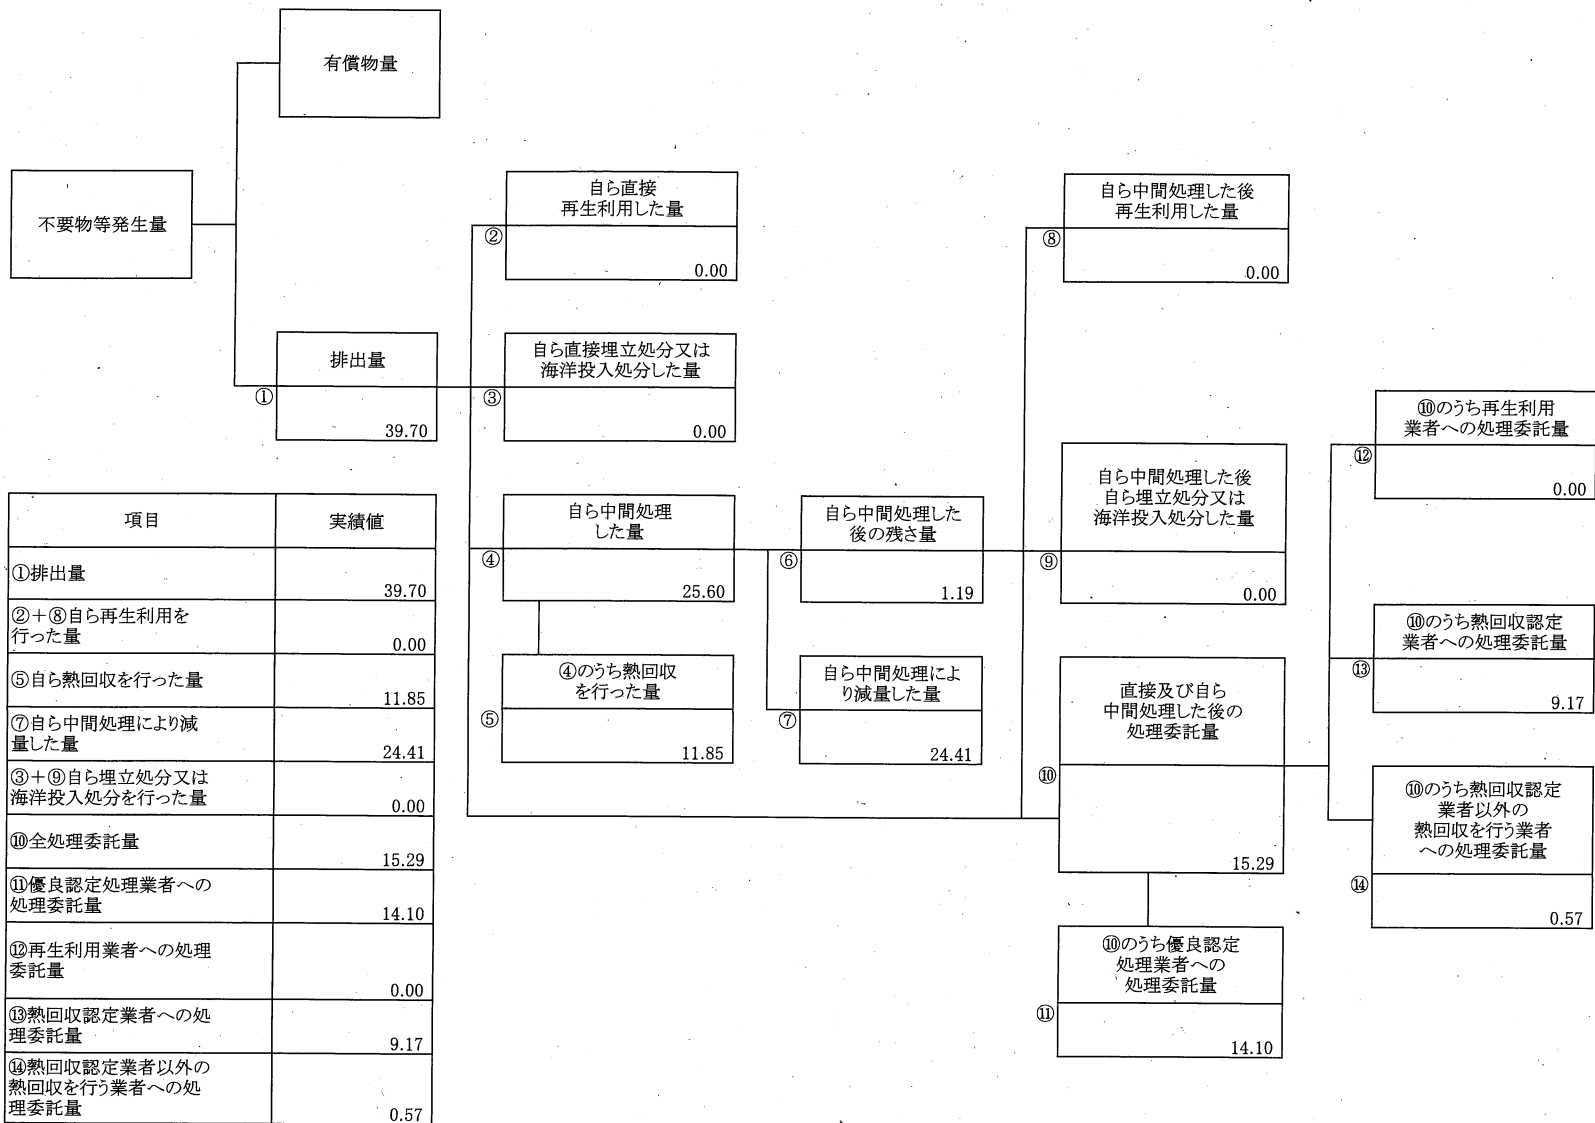 有償物量
不要物等発生量
排出量
①
39.70
自ら直接
再生利用した量
②
0.00
自ら直接埋立処分又は
海洋投入処分した量
③
0.00
自ら中間処理
した量
④
25.60
④のうち熱回収
を行った量
⑤
11.85
自ら中間処理した
後の残さ量
⑥
1.19
自ら中間処理によ
り減量した量
⑦
24.41
自ら中間処理した後
再生利用した量
⑧
0.00
自ら中間処理した後
自ら埋立処分又は
海洋投入処分した量
⑨
0.00
直接及び自ら
中間処理した後の
処理委託量
⑩
15.29
⑩のうち優良認定
処理業者への
処理委託量
⑪
14.10
⑩のうち再生利用
業者への処理委託量
⑫
0.00
⑩のうち熱回収認定
業者への処理委託量
⑬
9.17
⑩のうち熱回収認定
業者以外の
熱回収を行う業者
への処理委託量
⑭
0.57
項目 実績値
①排出量
39.70
②＋⑧自ら再生利用を
行った量
0.00
⑤自ら熱回収を行った量
11.85
⑦自ら中間処理により減
量した量
24.41
③＋⑨自ら埋立処分又は
海洋投入処分を行った量
0.00
⑩全処理委託量
15.29
⑪優良認定処理業者への
処理委託量
14.10
⑫再生利用業者への処理
委託量
0.00
⑬熱回収認定業者への処
理委託量
9.17
⑭熱回収認定業者以外の
熱回収を行う業者への処
理委託量
0.57